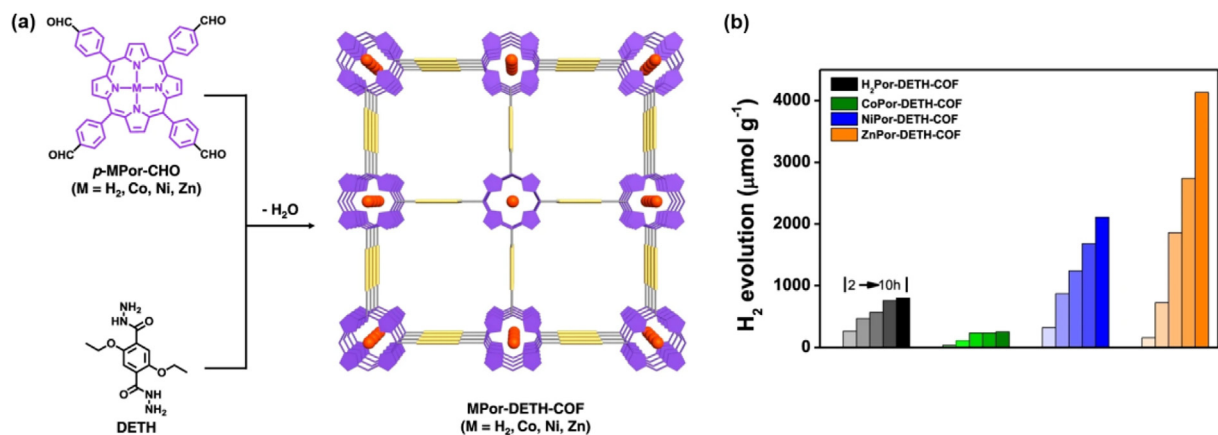 (a)
OHC
CHO
N
N
M
N
N
OHC
CHO
p-MPor-CHO
(M = H₂, Co, Ni, Zn)
- H₂O
NH₂
HN
O
O
O
O
NH
NH₂
DETH
MPor-DETH-COF
(M = H₂, Co, Ni, Zn)
(b)
H₂ evolution (μmol g⁻¹)
4000
3000
2000
1000
0
H₂Por-DETH-COF
CoPor-DETH-COF
NiPor-DETH-COF
ZnPor-DETH-COF
2 → 10h